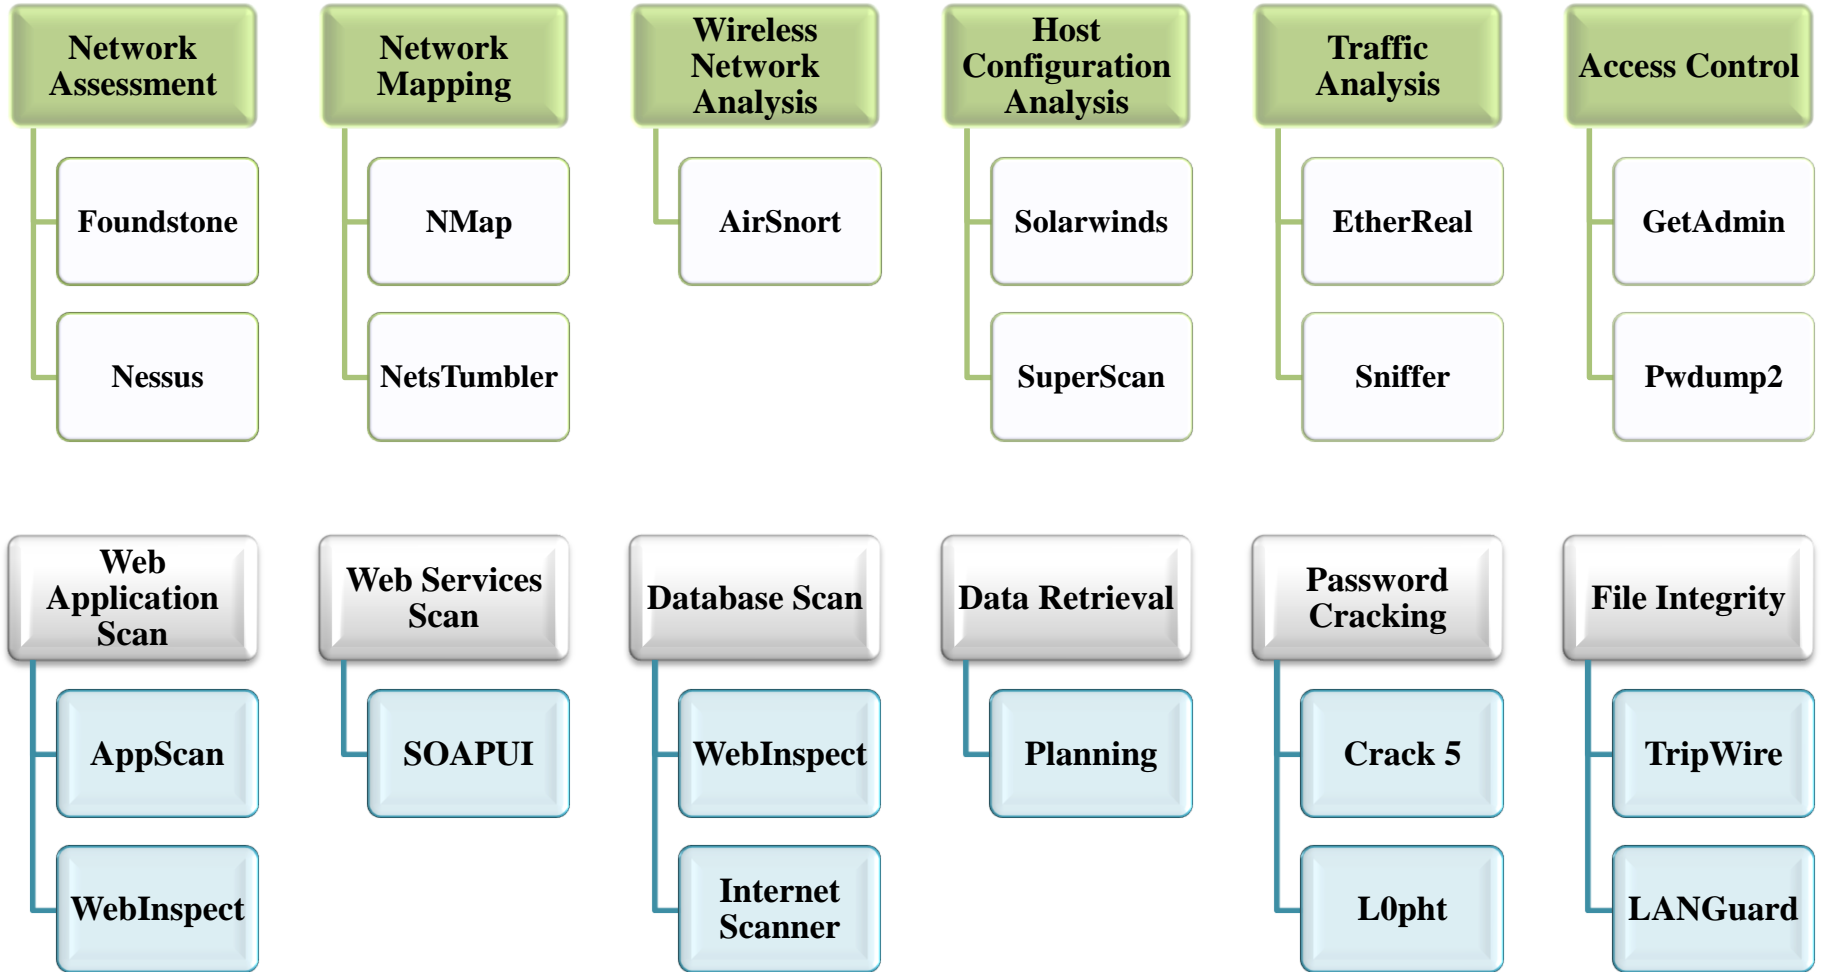 Network
Assessment
Network
Mapping
Wireless
Network
Analysis
Host
Configuration
Analysis
Traffic
Analysis
Access Control
Foundstone
NMap
AirSnort
Solarwinds
EtherReal
GetAdmin
Nessus
NetsTumbler
SuperScan
Sniffer
Pwdump2
Web
Application
Scan
Web Services
Scan
Database Scan
Data Retrieval
Password
Cracking
File Integrity
AppScan
SOAPUI
WebInspect
Planning
Crack 5
TripWire
WebInspect
Internet
Scanner
L0pht
LANGuard